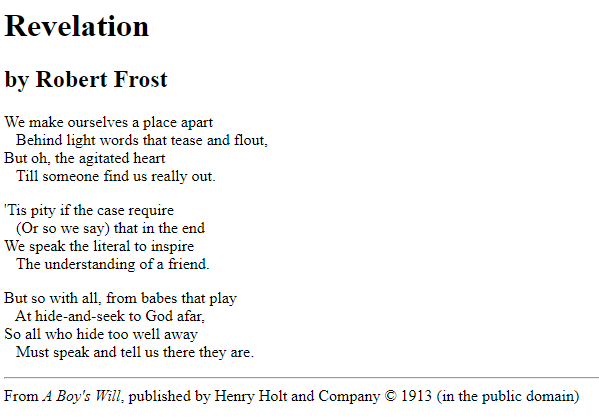 Revelation
by Robert Frost
We make ourselves a place apart
Behind light words that tease and flout,
But oh, the agitated heart
Till someone find us really out.
'Tis pity if the case require
(Or so we say) that in the end
We speak the literal to inspire
The understanding of a friend.
But so with all, from babes that play
At hide-and-seek to God afar,
So all who hide too well away
Must speak and tell us there they are.
From A Boy's Will, published by Henry Holt and Company © 1913 (in the public domain)